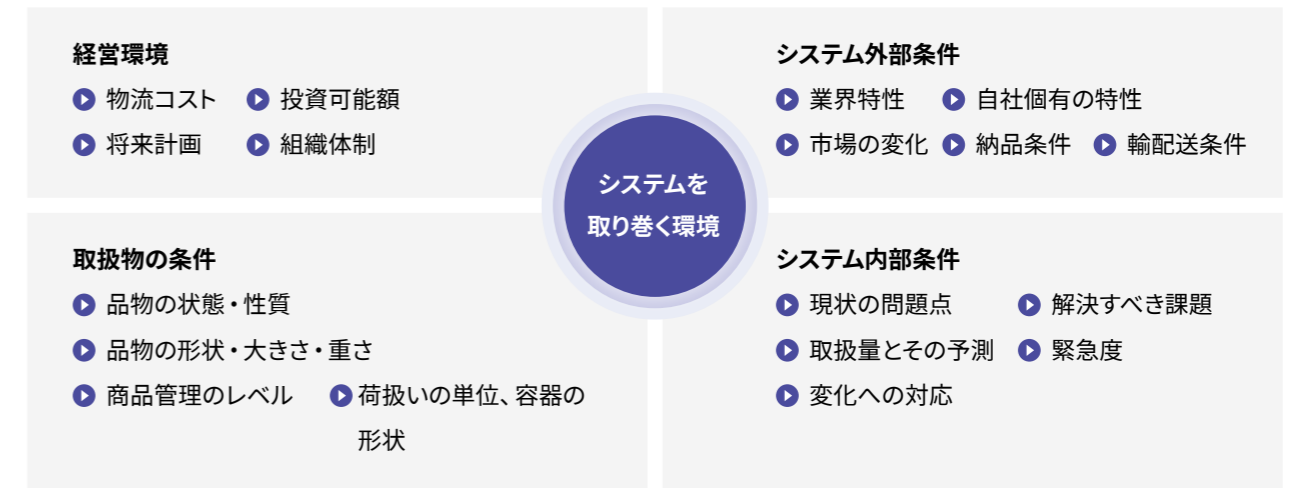 経営環境
物流コスト 投資可能額
将来計画 組織体制
システム外部条件
業界特性 自社個有の特性
市場の変化 納品条件 輸配送条件
システムを
取り巻く環境
取扱物の条件
品物の状態・性質
品物の形状・大きさ・重さ
商品管理のレベル 荷扱いの単位、容器の
形状
システム内部条件
現状の問題点 解決すべき課題
取扱量とその予測 緊急度
変化への対応